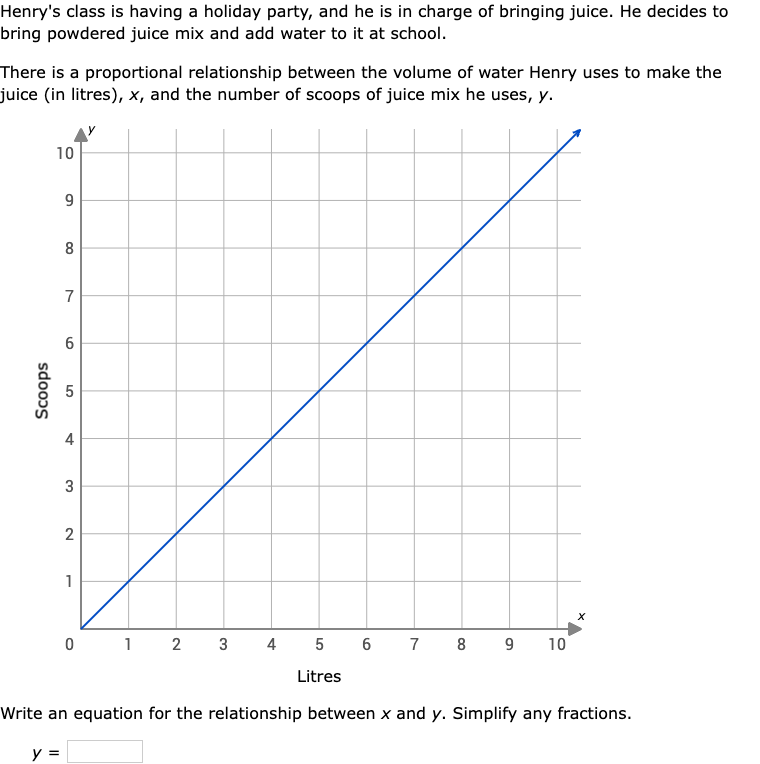 Henry's class is having a holiday party, and he is in charge of bringing juice. He decides to
bring powdered juice mix and add water to it at school.
There is a proportional relationship between the volume of water Henry uses to make the
juice (in litres), x, and the number of scoops of juice mix he uses, y.
y
10
9
8
7
6
Scoops
5
4
3
2
1
x
0 1 2 3 4 5 6 7 8 9 10
Litres
Write an equation for the relationship between x and y. Simplify any fractions.
y =